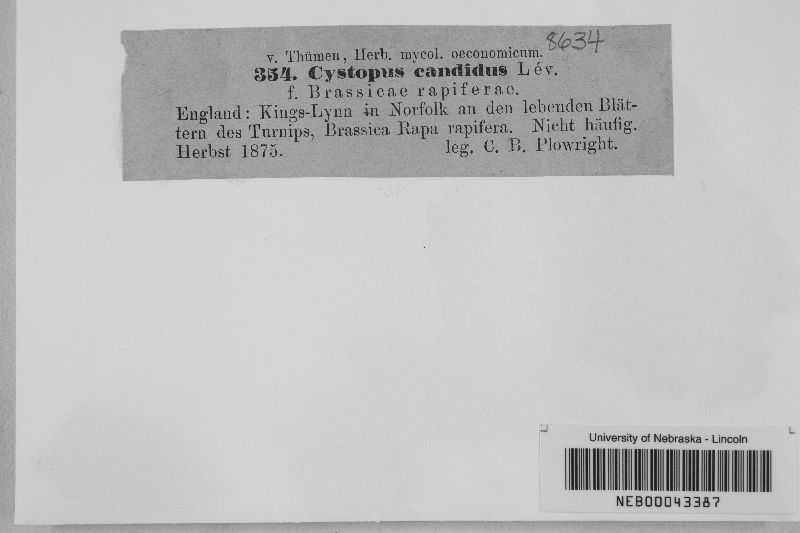 8634
v. Thümen, Herb. mycol. oeconomicum.
354. Cystopus candidus Lév.
f. Brassicae rapiferae.
England: Kings-Lynn in Norfolk an den lebenden Blät-
tern des Turnips, Brassica Rapa rapifera. Nicht häufig.
Herbst 1875. leg. C. B. Plowright.
University of Nebraska - Lincoln
NEB00043387